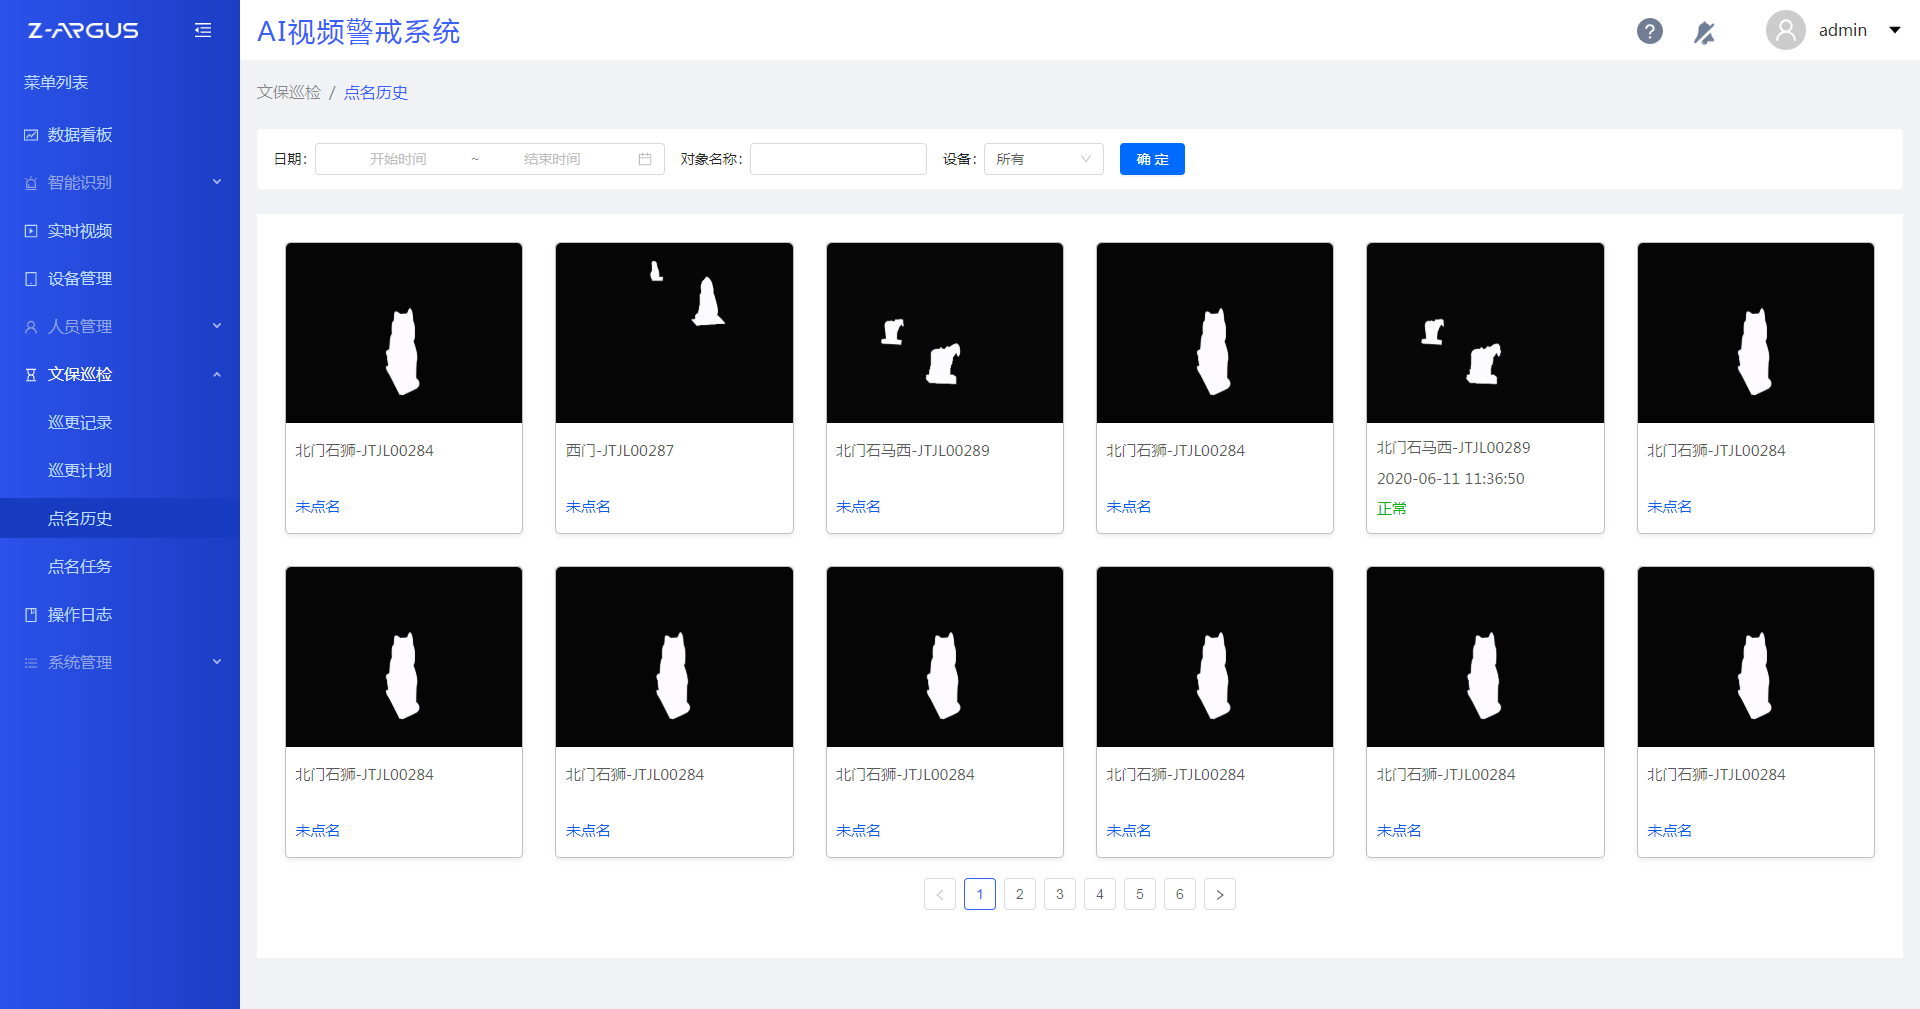 Z-ARGUS
菜单列表
数据看板
智能识别
实时视频
设备管理
人员管理
文保巡检
巡更记录
巡更计划
点名历史
点名任务
操作日志
系统管理
AI视频警戒系统
? admin
文保巡检 / 点名历史
日期: 开始时间 ~ 结束时间 对象名称: 设备: 所有 确 定
北门石狮-JTJL00284
未点名
西门-JTJL00287
未点名
北门石马西-JTJL00289
未点名
北门石狮-JTJL00284
未点名
北门石马西-JTJL00289
2020-06-11 11:36:50
正常
北门石狮-JTJL00284
未点名
北门石狮-JTJL00284
未点名
北门石狮-JTJL00284
未点名
北门石狮-JTJL00284
未点名
北门石狮-JTJL00284
未点名
北门石狮-JTJL00284
未点名
北门石狮-JTJL00284
未点名
< 1 2 3 4 5 6 >